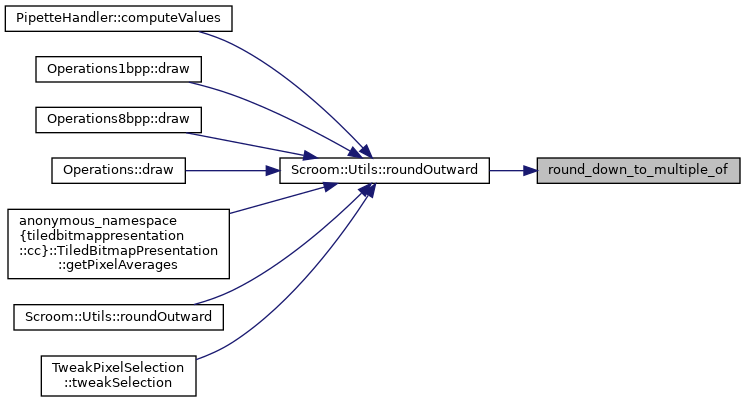 PipetteHandler::computeValues
Operations1bpp::draw
Operations8bpp::draw
Operations::draw
anonymous_namespace
{tiledbitmappresentation
::cc}::TiledBitmapPresentation
::getPixelAverages
Scroom::Utils::roundOutward
TweakPixelSelection
::tweakSelection
Scroom::Utils::roundOutward
round_down_to_multiple_of